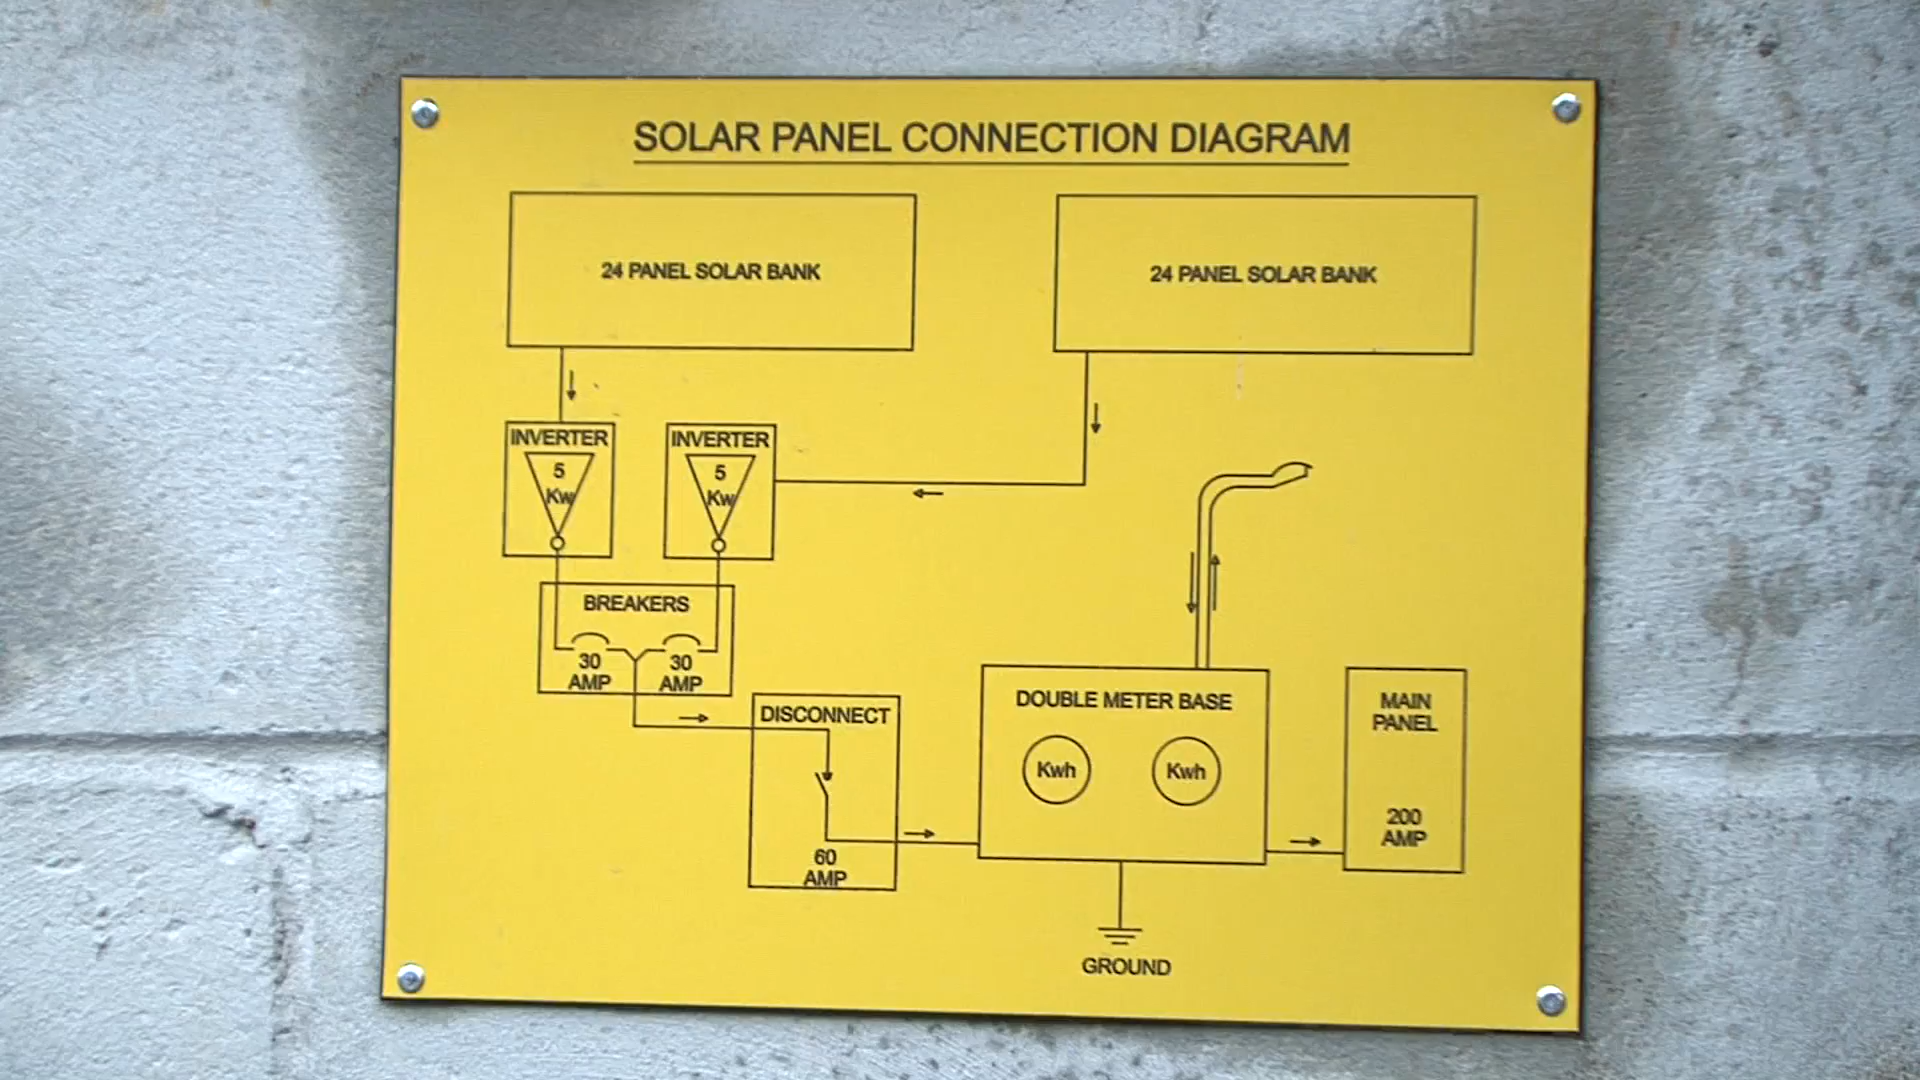 SOLAR PANEL CONNECTION DIAGRAM
24 PANEL SOLAR BANK
24 PANEL SOLAR BANK
INVERTER
5
Kw
INVERTER
5
Kw
BREAKERS
30
AMP
30
AMP
DISCONNECT
60
AMP
DOUBLE METER BASE
Kwh
Kwh
MAIN
PANEL
200
AMP
GROUND